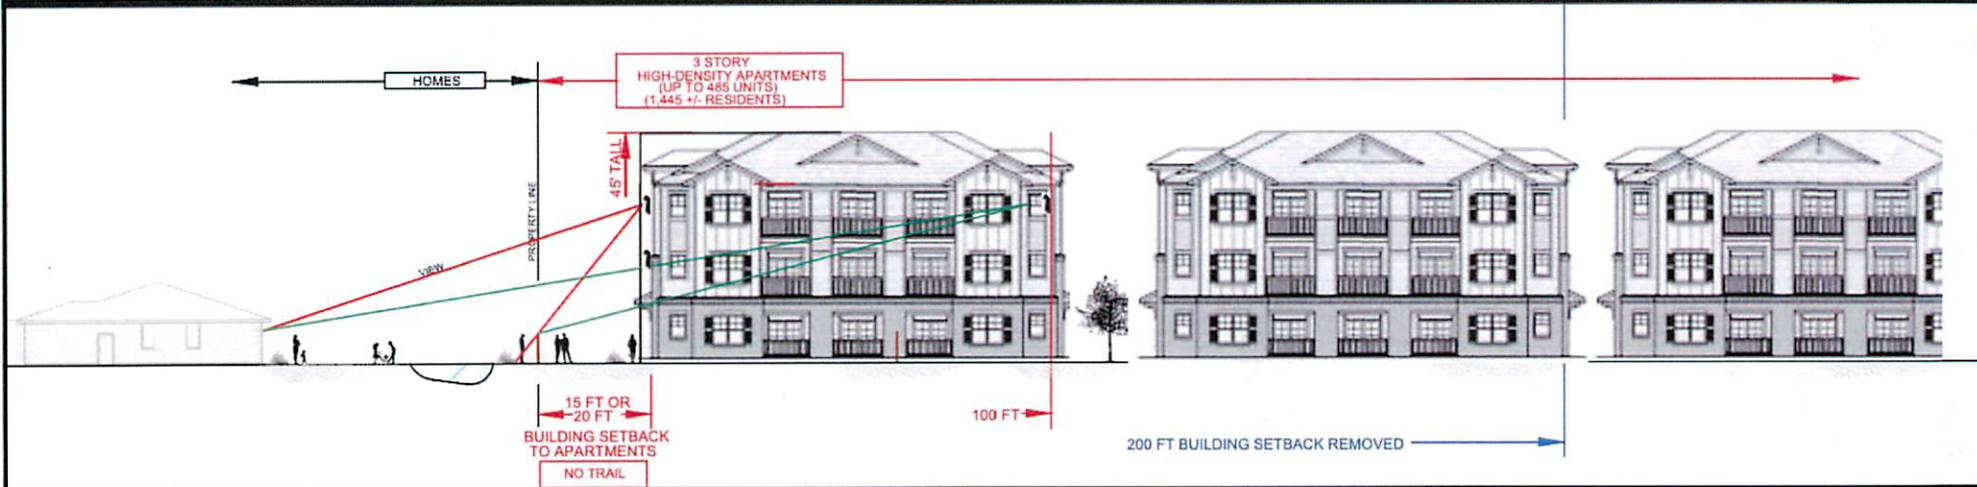 HOMES
3 STORY
HIGH-DENSITY APARTMENTS
(UP TO 485 UNITS)
(1,445 +/- RESIDENTS)
45' TALL
PROPERTY LINE
VIEW
15 FT OR
20 FT
BUILDING SETBACK
TO APARTMENTS
NO TRAIL
100 FT
200 FT BUILDING SETBACK REMOVED